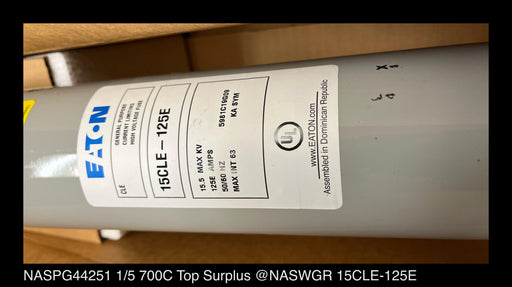 EATON
CLE
GENERAL PURPOSE
CURRENT LIMITING
HIGH VOLTAGE FUSE
15CLE-125E
15.5 MAX KV
125E AMPS
50/60 HZ 5981C19G09
MAX INT 63 KA SYM
UL
www.EATON.com
Assembled in Dominican Republic
NASPG44251 1/5 700C Top Surplus @NASWGR 15CLE-125E